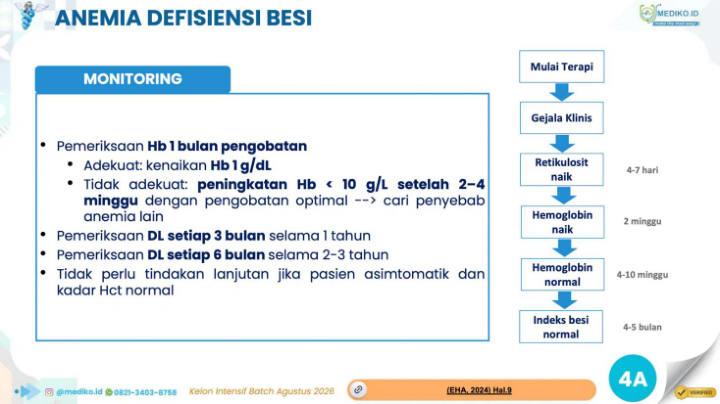 ANEMIA DEFISIENSI BESI
MEDIKO.ID
MONITORING
• Pemeriksaan Hb 1 bulan pengobatan
• Adekuat: kenaikan Hb 1 g/dL
• Tidak adekuat: peningkatan Hb < 10 g/L setelah 2–4
minggu dengan pengobatan optimal --> cari penyebab
anemia lain
• Pemeriksaan DL setiap 3 bulan selama 1 tahun
• Pemeriksaan DL setiap 6 bulan selama 2-3 tahun
• Tidak perlu tindakan lanjutan jika pasien asimtomatik dan
kadar Hct normal
Mulai Terapi
Gejala Klinis
Retikulosit
naik
4-7 hari
Hemoglobin
naik
2 minggu
Hemoglobin
normal
4-10 minggu
Indeks besi
normal
4-5 bulan
@mediko.id 0821-3403-8758
Kelon Intensif Batch Agustus 2026
(EHA, 2024) Hal.9
4A
VERIFIED